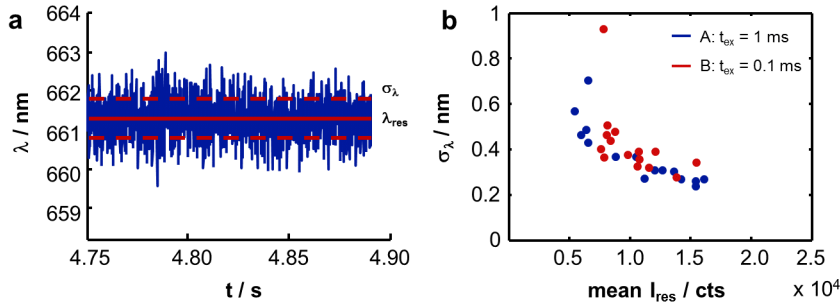 a
664
663
662
661
660
659
λ / nm
σλ
λres
4.75
4.80
4.85
4.90
t / s
b
1
0.8
0.6
0.4
0.2
0
σλ / nm
A: tex = 1 ms
B: tex = 0.1 ms
0.5
1.0
1.5
2.0
2.5
mean Ires / cts
x 10⁴